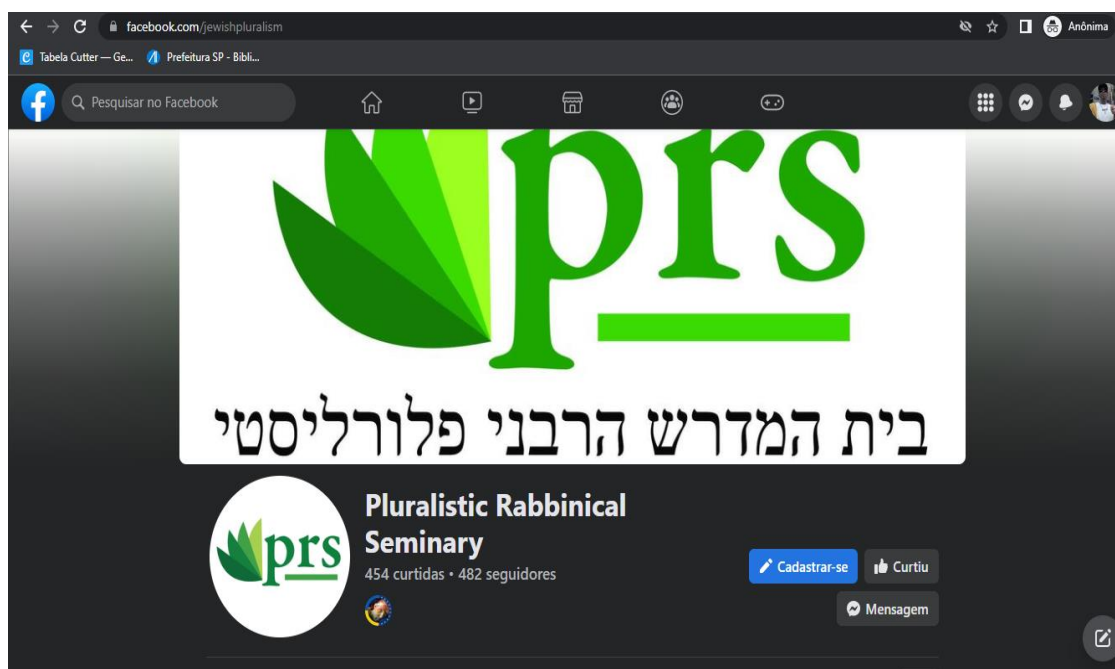 facebook.com/jewishpluralism
Anônima
Tabela Cutter — Ge...
Prefeitura SP - Bibli...
Pesquisar no Facebook
prs
בית המדרש הרבני פלורליסטי
prs
Pluralistic Rabbinical
Seminary
454 curtidas • 482 seguidores
Cadastrar-se
Curtiu
Mensagem